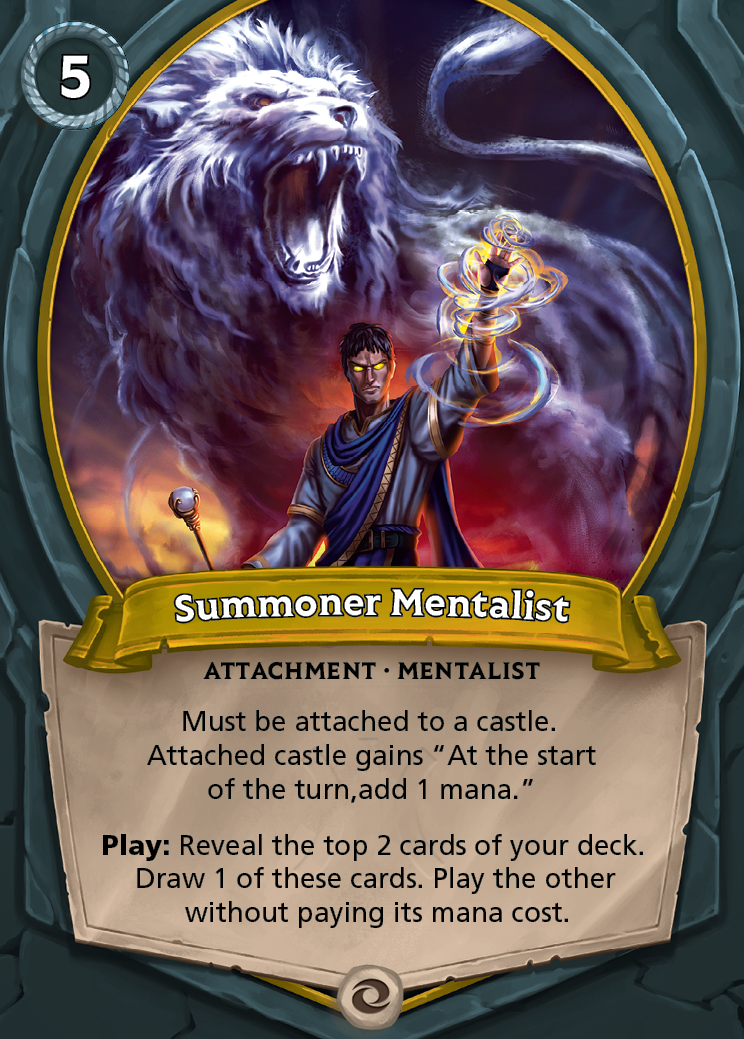 5
Summoner Mentalist
ATTACHMENT · MENTALIST
Must be attached to a castle.
Attached castle gains “At the start
of the turn,add 1 mana.”
Play: Reveal the top 2 cards of your deck.
Draw 1 of these cards. Play the other
without paying its mana cost.